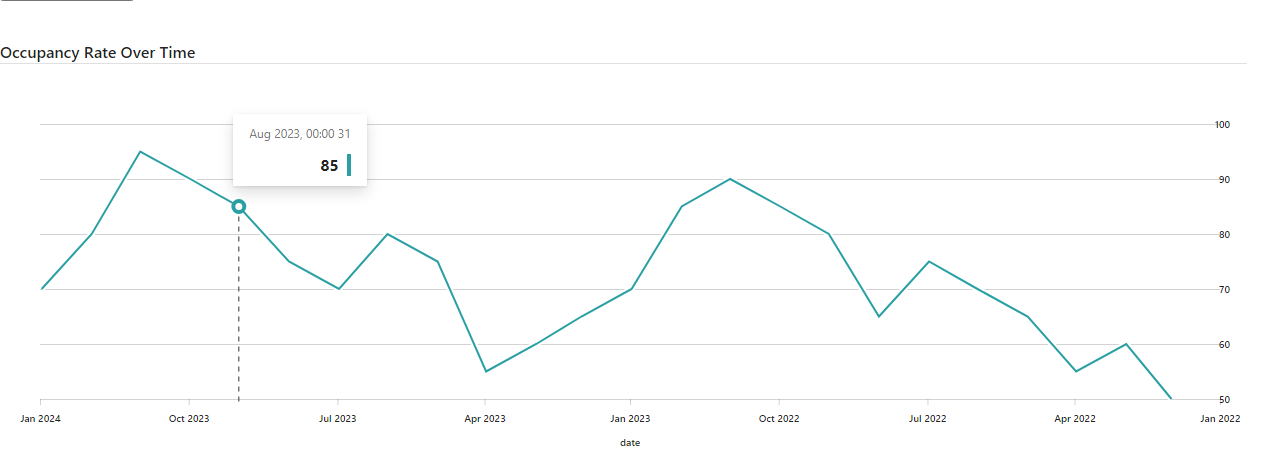 Occupancy Rate Over Time
Aug 2023, 00:00 31
85
100
90
80
70
60
50
Jan 2024 Oct 2023 Jul 2023 Apr 2023 Jan 2023 Oct 2022 Jul 2022 Apr 2022 Jan 2022
date